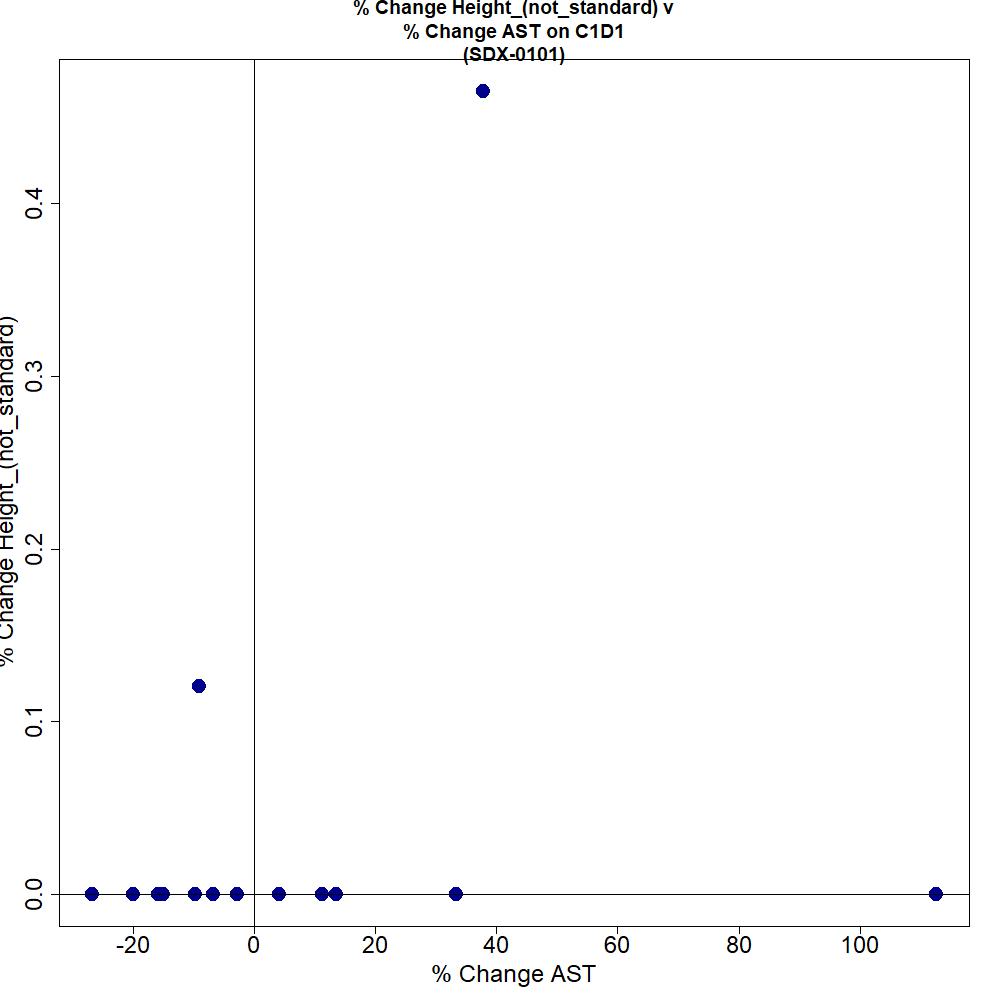 % Change Height_(not_standard) v
% Change AST on C1D1
(SDX-0101)
% Change Height_(not_standard)
0.4
0.3
0.2
0.1
0.0
-20
0
20
40
60
80
100
% Change AST